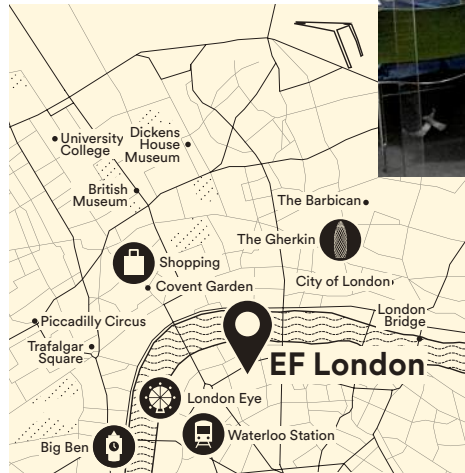 University
College
Dickens
House
Museum
British
Museum
The Barbican
The Gherkin
Shopping
City of London
Covent Garden
London
Bridge
Piccadilly Circus
Trafalgar
Square
EF London
London Eye
Waterloo Station
Big Ben